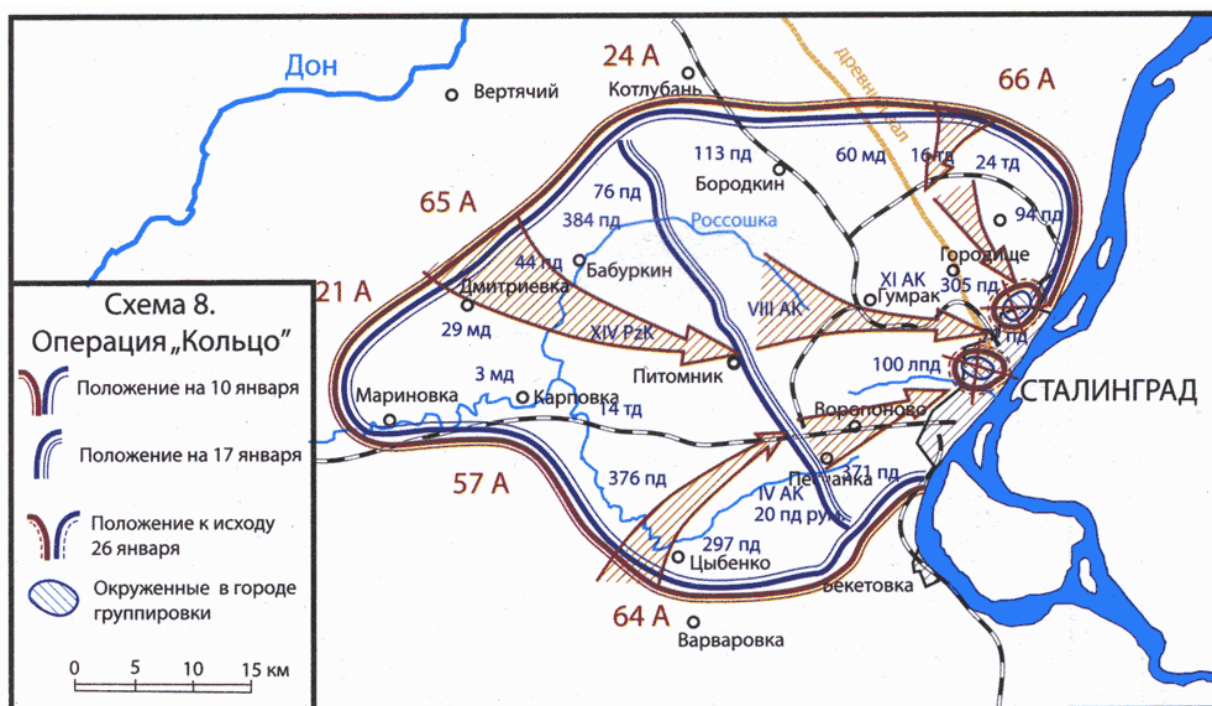 24 А
66 А
Дон
Котлубань
Вертячий
древний вал
113 пд
60 мд
16 тд
24 тд
Бородкин
76 пд
65 А
384 пд
Россошка
94 пд
44 пд
Бабуркин
Городище
XI АК
305 пд
21 А
Дмитриевка
Гумрак
VIII АК
29 мд
XIV PzK
100 лпд
Питомник
3 мд
Мариновка
Карповка
СТАЛИНГРАД
14 тд
Воропоново
57 А
376 пд
Песчанка
371 пд
IV АК
20 пд рум.
297 пд
Цыбенко
Бекетовка
64 А
Варваровка
Схема 8.
Операция „Кольцо”
Положение на 10 января
Положение на 17 января
Положение к исходу
26 января
Окруженные в городе
группировки
0 5 10 15 км